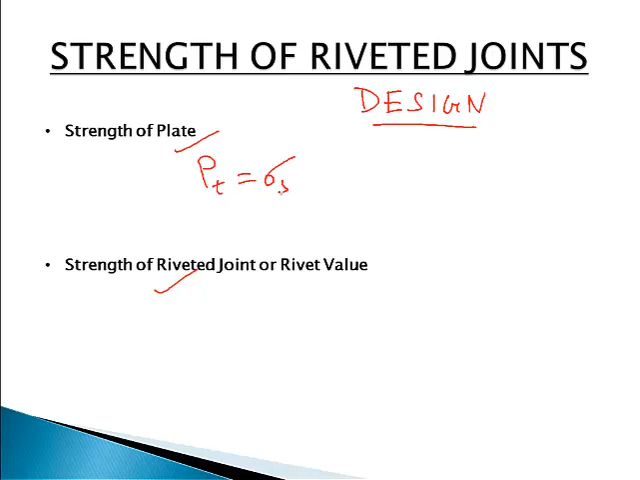 STRENGTH OF RIVETED JOINTS
DESIGN
• Strength of Plate
Pt = σs
• Strength of Riveted Joint or Rivet Value